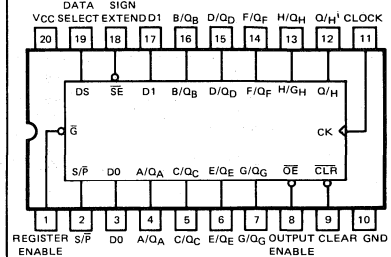 DATA SIGN
VCC SELECT EXTEND D1 B/QB D/QD F/QF H/QH Q/Hi CLOCK
20 19 18 17 16 15 14 13 12 11
DS SE D1 B/QB D/QD F/QF H/GH Q/H
G CK
S/P D0 A/QA C/QC E/QE G/QG OE CLR
1 2 3 4 5 6 7 8 9 10
REGISTER S/P D0 A/QA C/QC E/QE G/QG OUTPUT CLEAR GND
ENABLE ENABLE